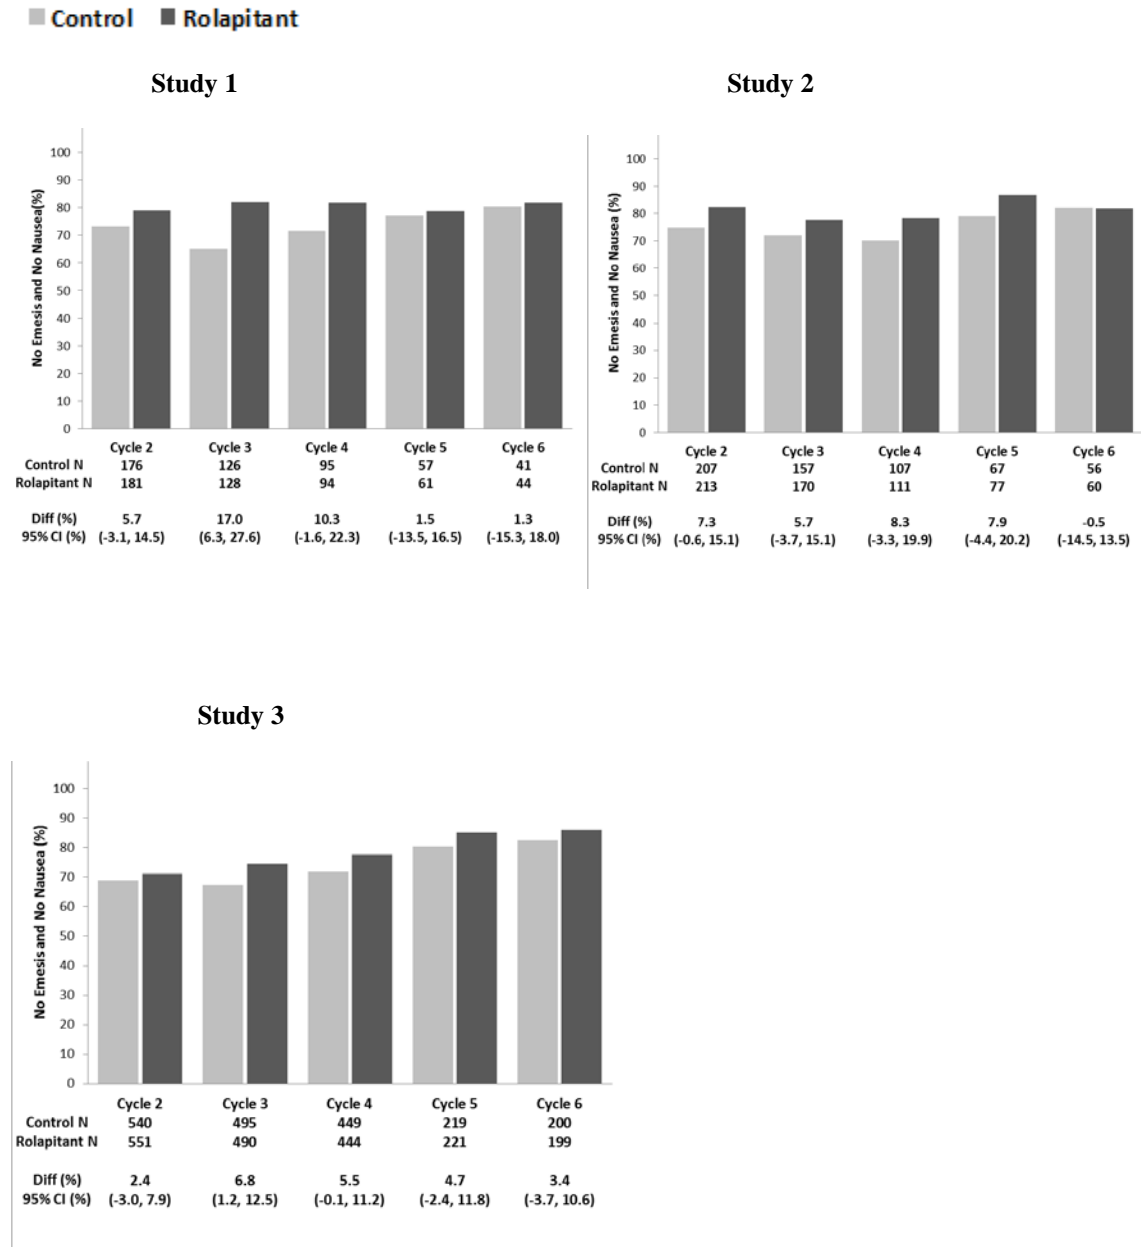 Control Rolapitant
Study 1
No Emesis and No Nausea(%)
100
90
80
70
60
50
40
30
20
10
0
Cycle 2 Cycle 3 Cycle 4 Cycle 5 Cycle 6
Control N 176 126 95 57 41
Rolapitant N 181 128 94 61 44
Diff (%) 5.7 17.0 10.3 1.5 1.3
95% CI (%) (-3.1, 14.5) (6.3, 27.6) (-1.6, 22.3) (-13.5, 16.5) (-15.3, 18.0)
Study 2
No Emesis and No Nausea (%)
100
90
80
70
60
50
40
30
20
10
0
Cycle 2 Cycle 3 Cycle 4 Cycle 5 Cycle 6
Control N 207 157 107 67 56
Rolapitant N 213 170 111 77 60
Diff (%) 7.3 5.7 8.3 7.9 -0.5
95% CI (%) (-0.6, 15.1) (-3.7, 15.1) (-3.3, 19.9) (-4.4, 20.2) (-14.5, 13.5)
Study 3
No Emesis and No Nausea (%)
100
90
80
70
60
50
40
30
20
10
0
Cycle 2 Cycle 3 Cycle 4 Cycle 5 Cycle 6
Control N 540 495 449 219 200
Rolapitant N 551 490 444 221 199
Diff (%) 2.4 6.8 5.5 4.7 3.4
95% CI (%) (-3.0, 7.9) (1.2, 12.5) (-0.1, 11.2) (-2.4, 11.8) (-3.7, 10.6)